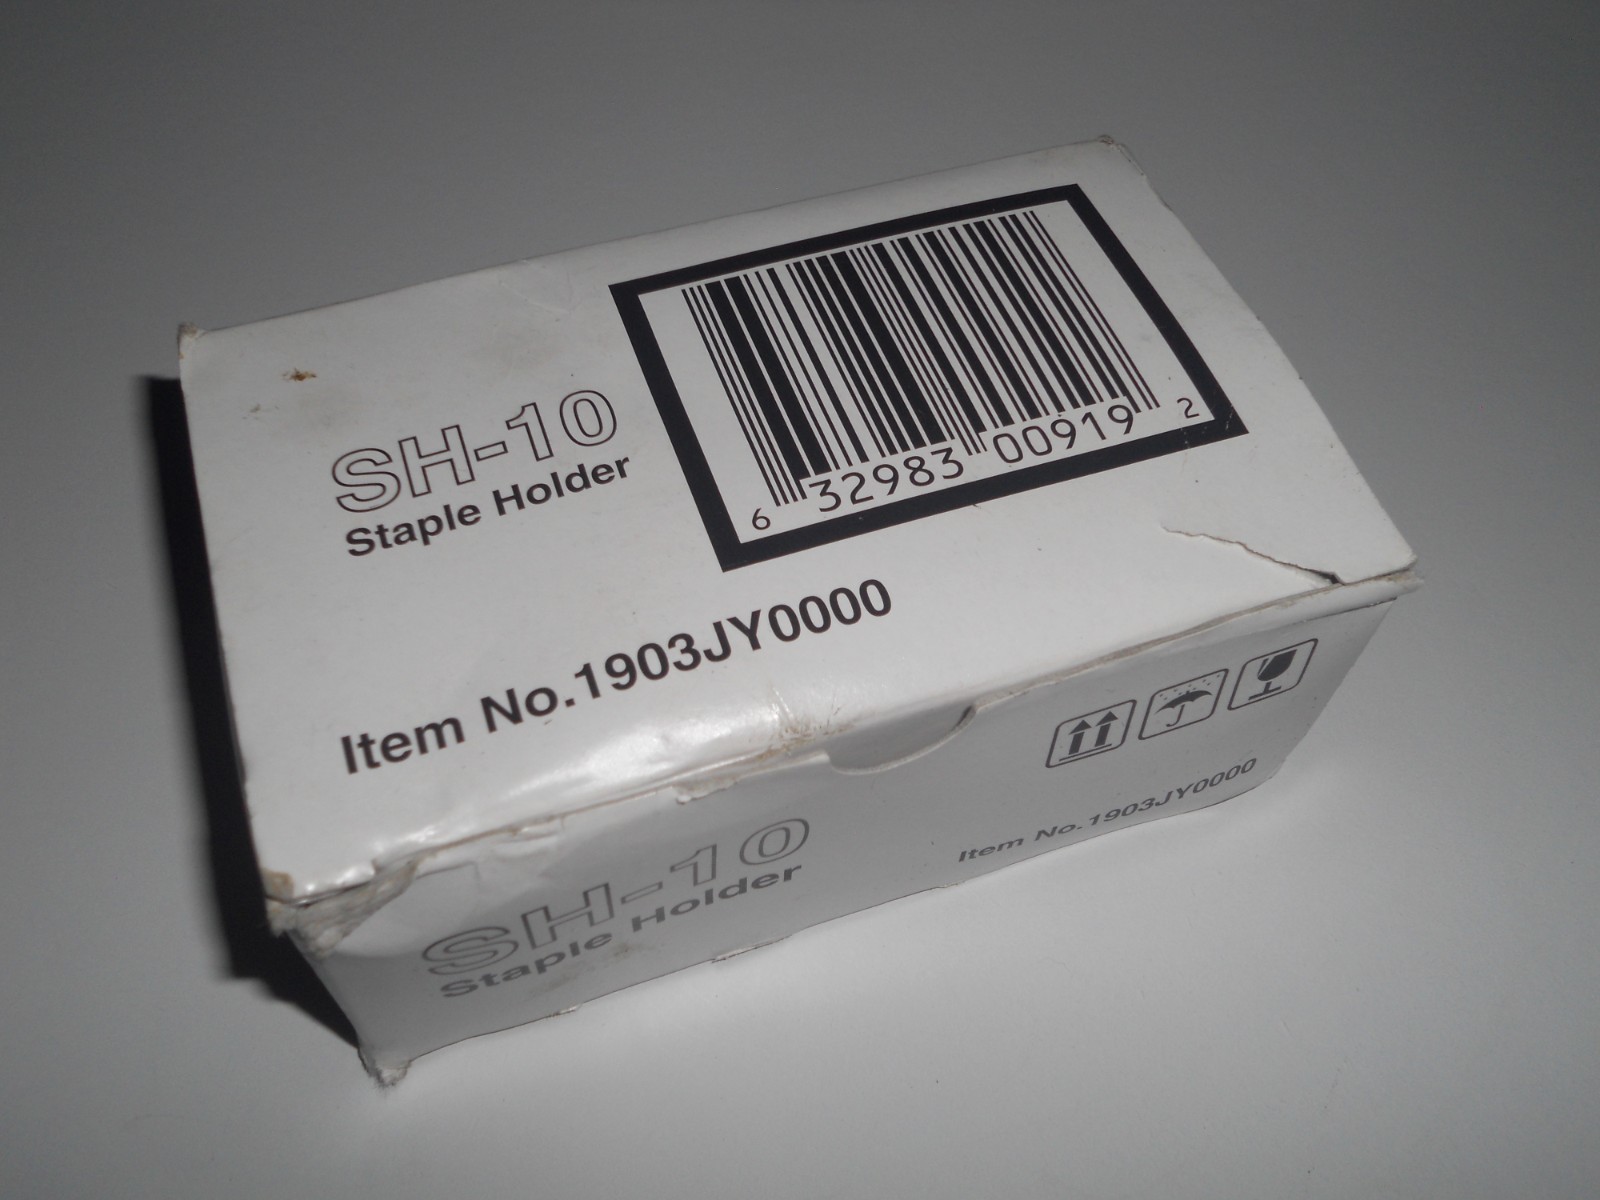 SH-10
Staple Holder
6 32983 00919 2
Item No.1903JY0000
SH-10
Staple Holder
Item No.1903JY0000